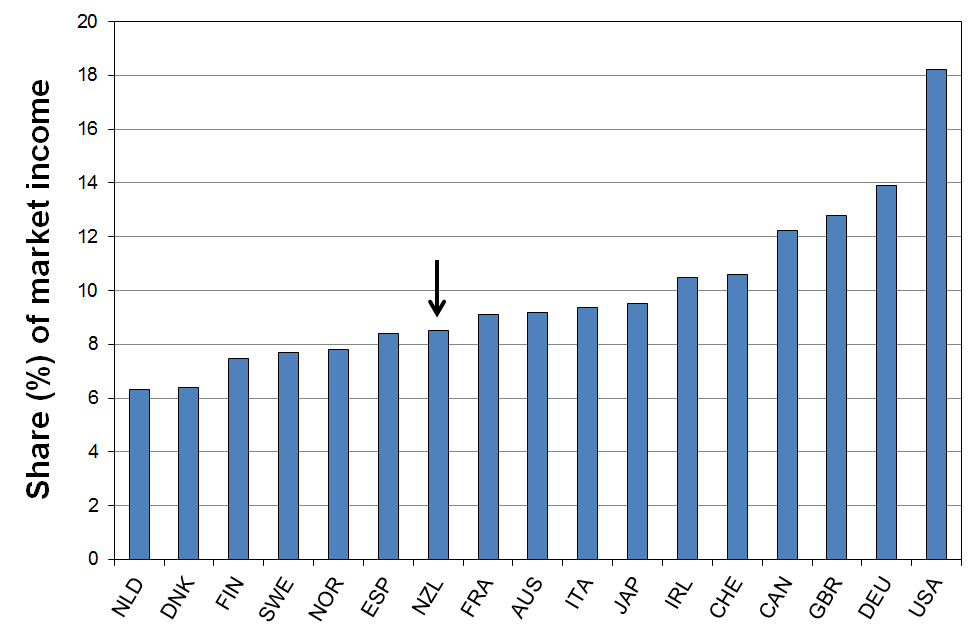 Share (%) of market income
20
18
16
14
12
10
8
6
4
2
0
NLD
DNK
FIN
SWE
NOR
ESP
NZL
FRA
AUS
ITA
JAP
IRL
CHE
CAN
GBR
DEU
USA